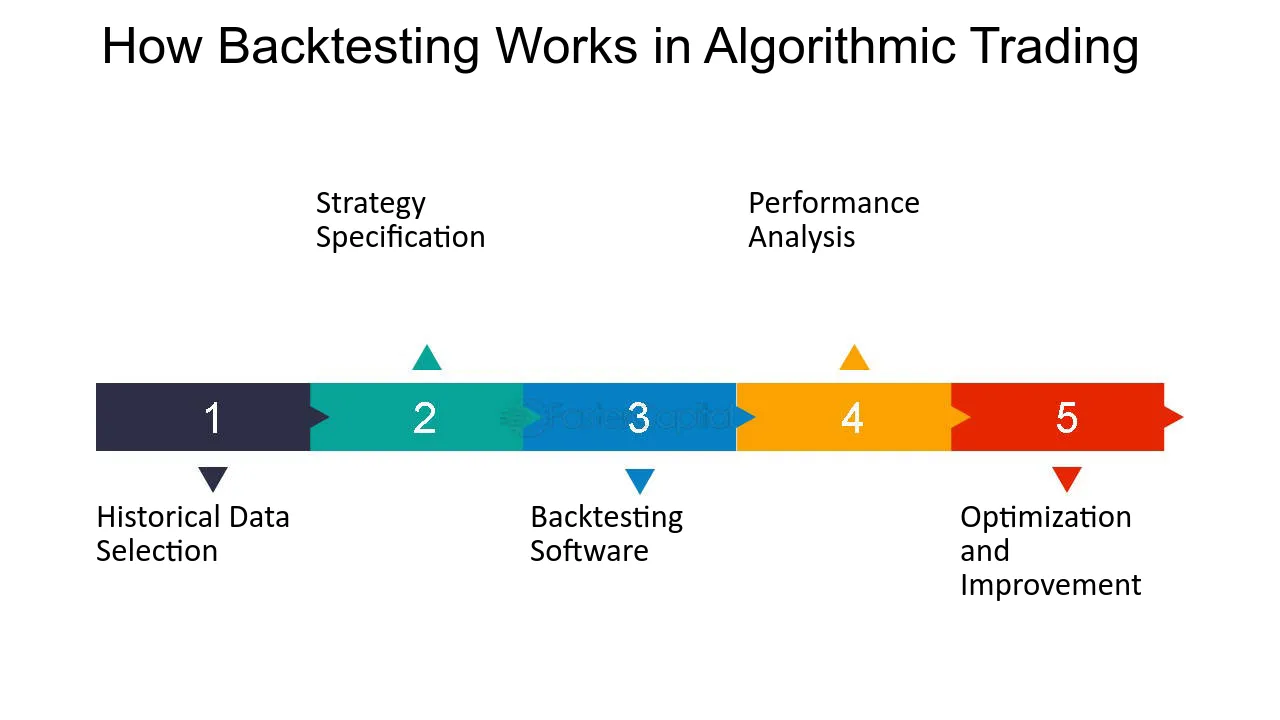 How Backtesting Works in Algorithmic Trading
Strategy
Specification
Performance
Analysis
1
2
3
4
5
Historical Data
Selection
Backtesting
Software
Optimization
and
Improvement